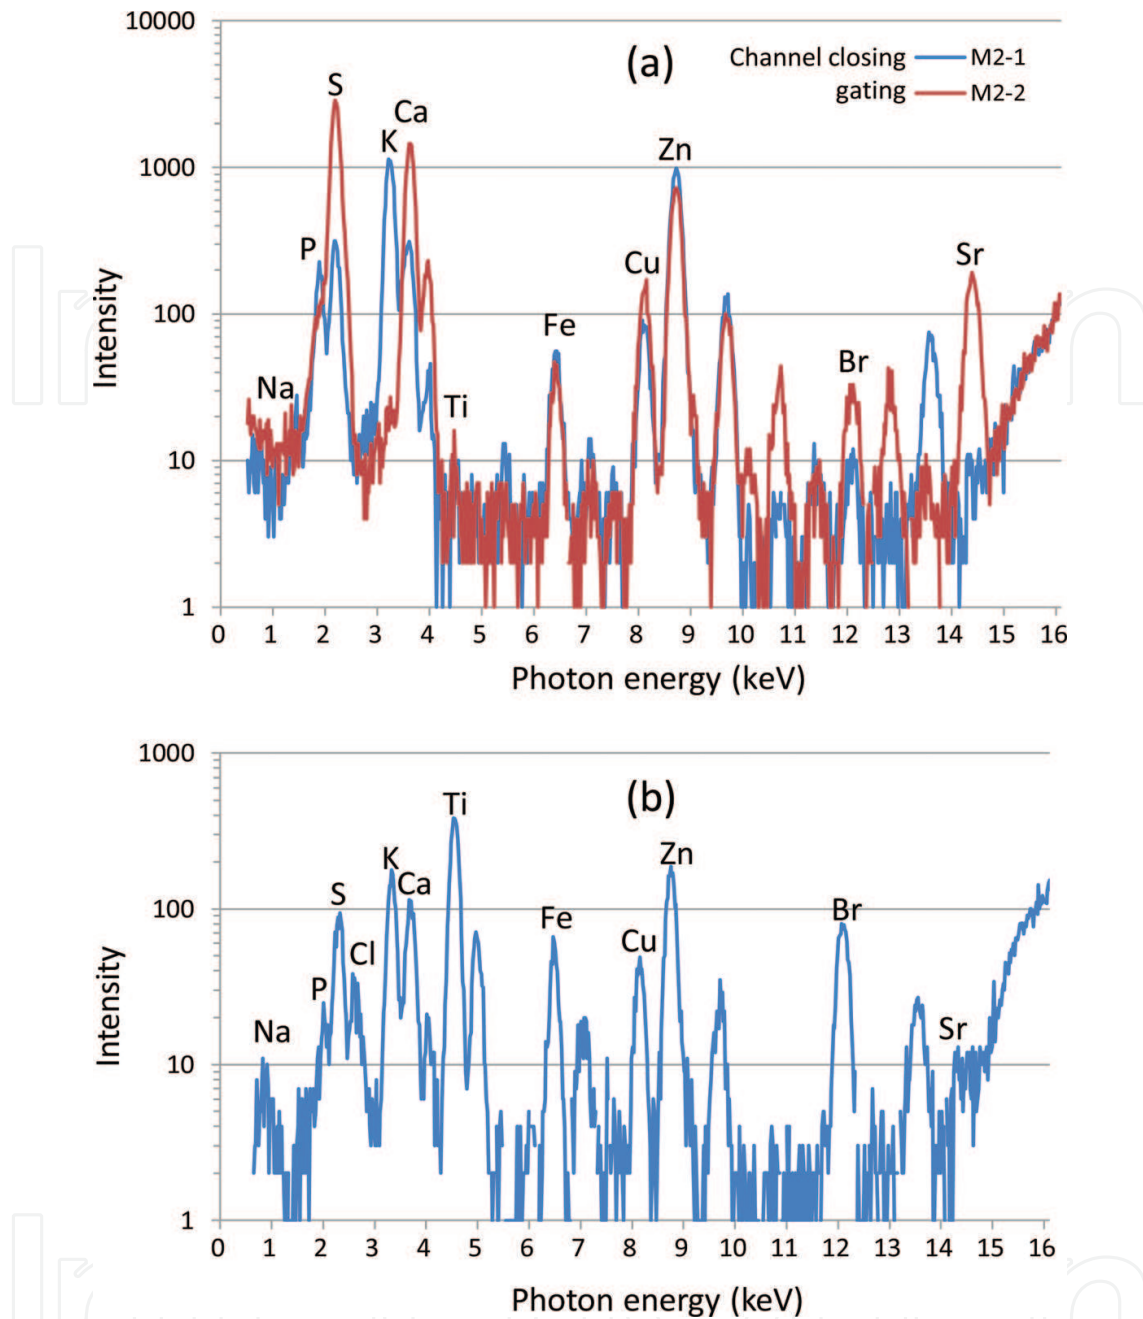 10000
(a)
Channel closing M2-1
gating M2-2
S
Ca
K
1000
Zn
P
Cu
Sr
100
Fe
Na
Ti
Br
10
1
Intensity
0 1 2 3 4 5 6 7 8 9 10 11 12 13 14 15 16
Photon energy (keV)
1000
(b)
Ti
K
Zn
S
Ca
100
Br
Fe
Cl
Cu
P
Na
Sr
10
1
Intensity
0 1 2 3 4 5 6 7 8 9 10 11 12 13 14 15 16
Photon energy (keV)